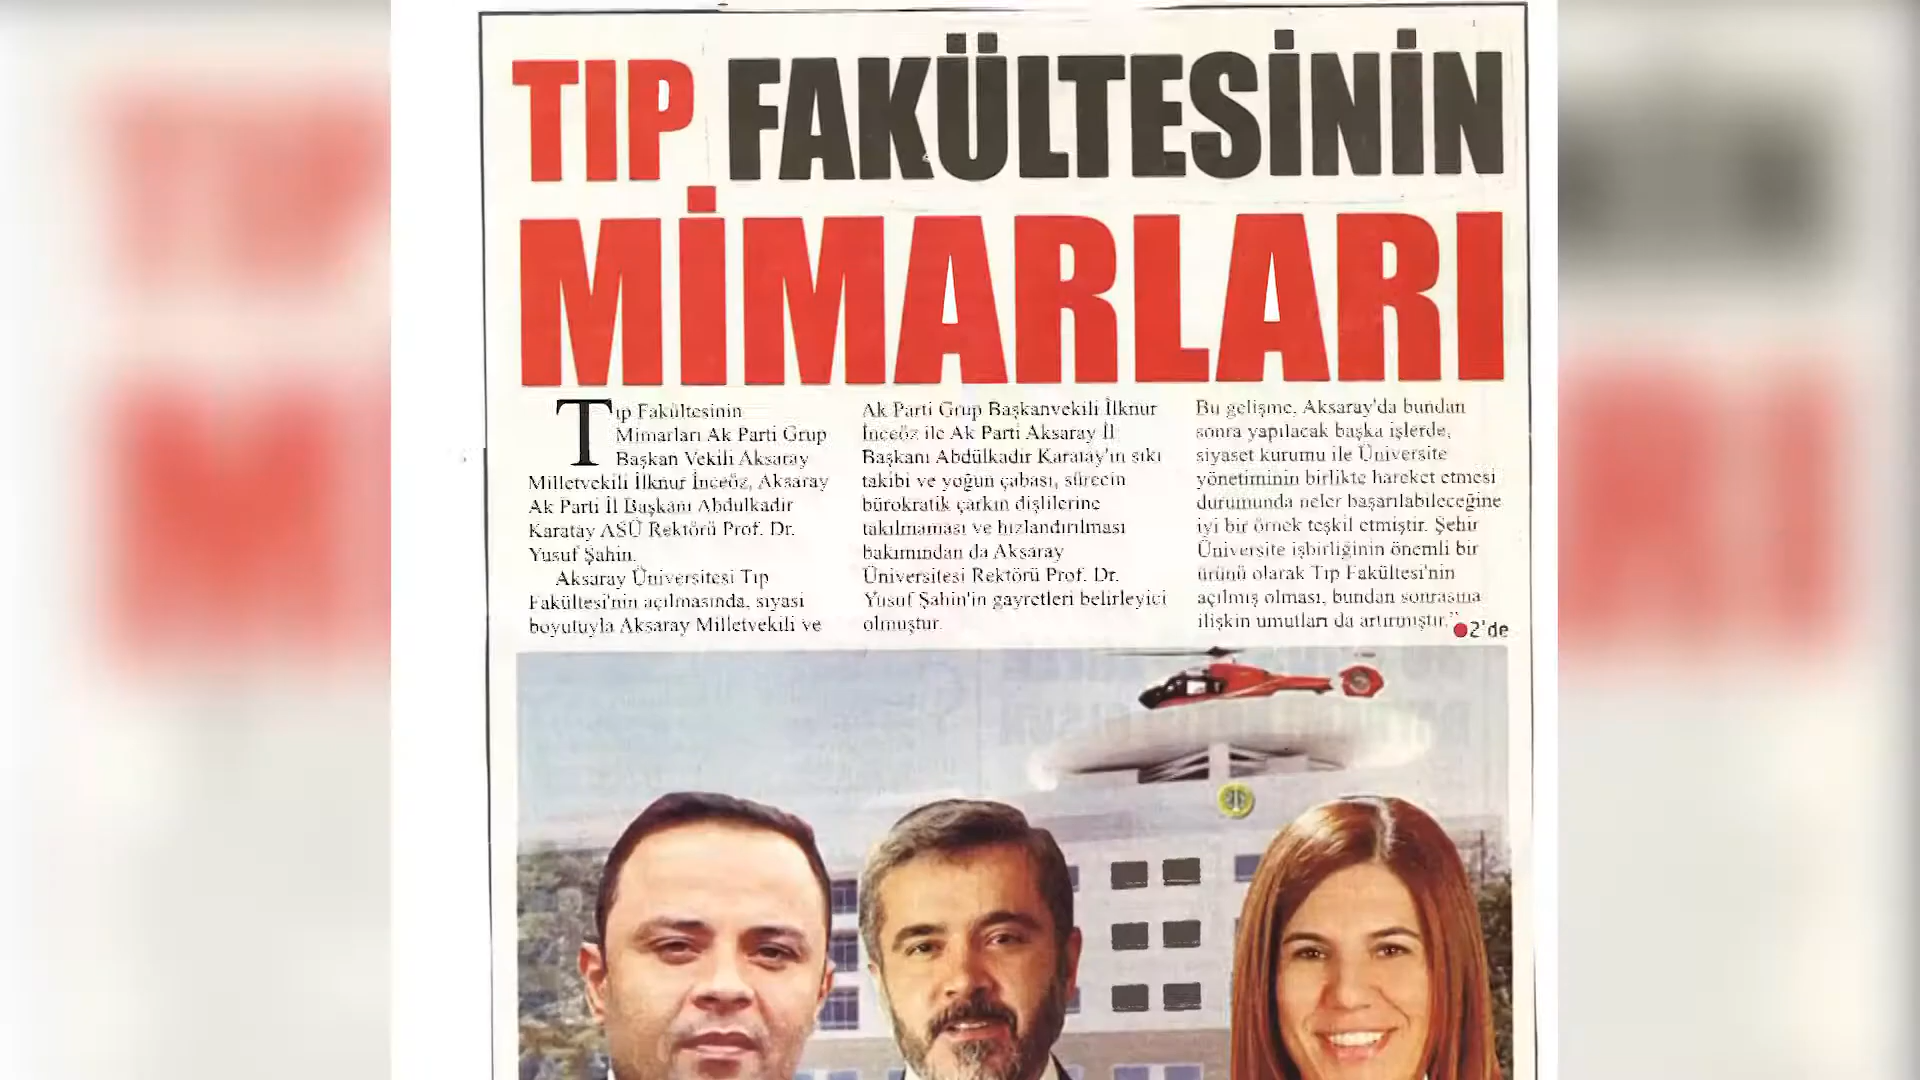 TIP FAKÜLTESİNİN
MİMARLARI
Tıp Fakültesinin
Mimarları Ak Parti Grup
Başkan Vekili Aksaray
Milletvekili İlknur İnceöz, Aksaray
Ak Parti İl Başkanı Abdulkadir
Karatay ASÜ Rektörü Prof. Dr.
Yusuf Şahin.
Aksaray Üniversitesi Tıp
Fakültesi'nin açılmasında, siyasi
boyutuyla Aksaray Milletvekili ve
Ak Parti Grup Başkanvekili İlknur
İnceöz ile Ak Parti Aksaray İl
Başkanı Abdülkadir Karatay'ın sıkı
takibi ve yoğun çabası, sürecin
bürokratik çarkın dişlilerine
takılmaması ve hızlandırılması
bakımından da Aksaray
Üniversitesi Rektörü Prof. Dr.
Yusuf Şahin'in gayretleri belirleyici
olmuştur.
Bu gelişme, Aksaray'da bundan
sonra yapılacak başka işlerde,
siyaset kurumu ile Üniversite
yönetiminin birlikte hareket etmesi
durumunda neler başarılabileceğine
iyi bir örnek teşkil etmiştir. Şehir
Üniversite işbirliğinin önemli bir
ürünü olarak Tıp Fakültesi'nin
açılmış olması, bundan sonrasına
ilişkin umutları da artırmıştır."
2'de